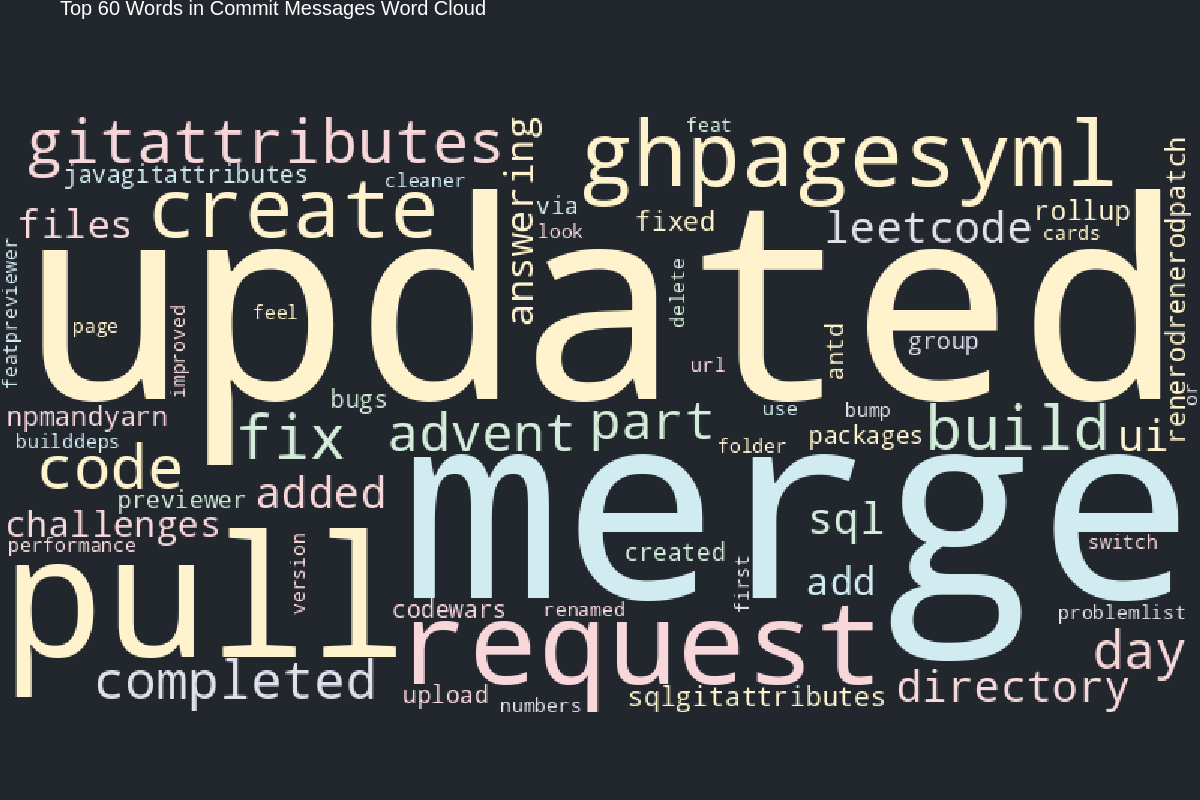 Top 60 Words in Commit Messages Word Cloud
gitattributes
ghpagesyml
feat
answering
javagitattributes
cleaner
create
via
look
fixed
leetcode
rollup
cards
renerodrenerodpatch
files
updated
featpreviewer
page
improved
feel
delete
url
antd
group
or
npmandyarn
builddeps
bugs
fix
advent
part
use
bump
folder
packages
build
ui
code
previewer
added
merge
sql
challenges
performance
pull
version
created
first
add
switch
codewars
renamed
problemlist
request
completed
upload
numbers
sqlgitattributes
directory
day